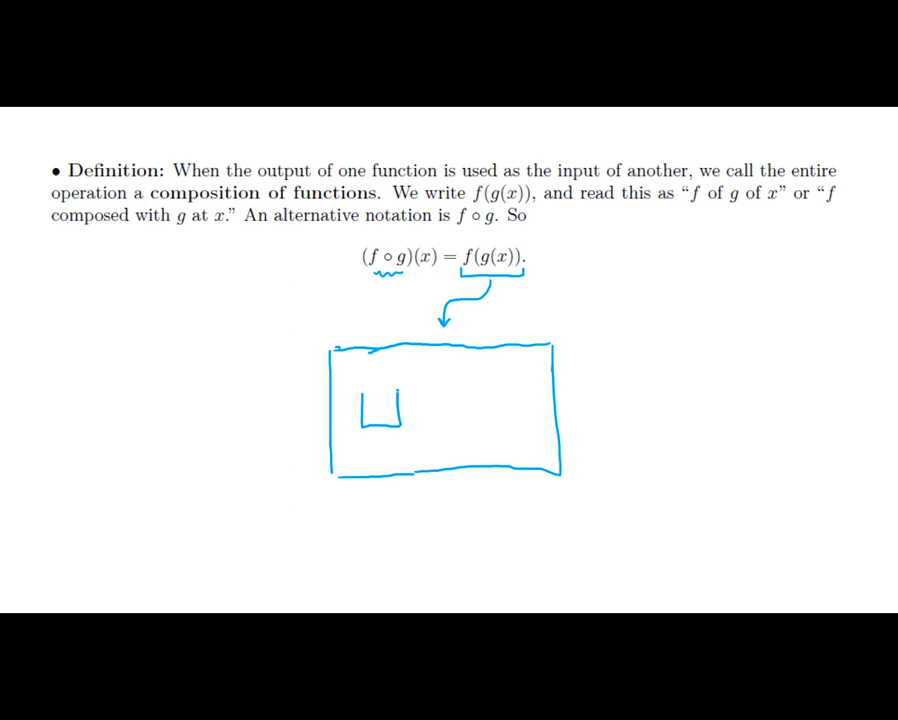 • Definition: When the output of one function is used as the input of another, we call the entire
operation a composition of functions. We write f(g(x)), and read this as “f of g of x” or “f
composed with g at x.” An alternative notation is f ∘ g. So
(f ∘ g)(x) = f(g(x)).